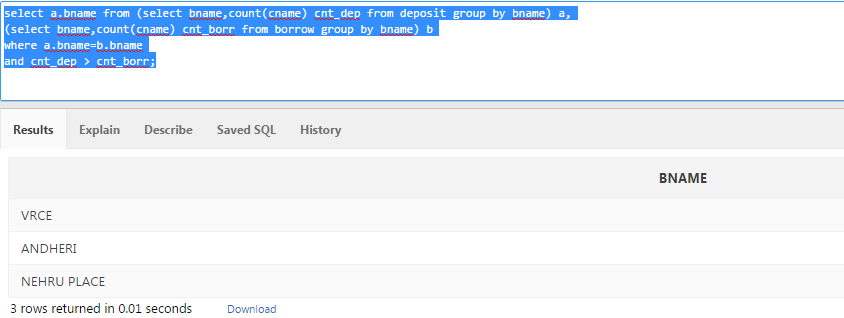 select a.bname from (select bname,count(cname) cnt_dep from deposit group by bname) a,
(select bname,count(cname) cnt_borr from borrow group by bname) b
where a.bname=b.bname
and cnt_dep > cnt_borr;
Results Explain Describe Saved SQL History
BNAME
VRCE
ANDHERI
NEHRU PLACE
3 rows returned in 0.01 seconds Download